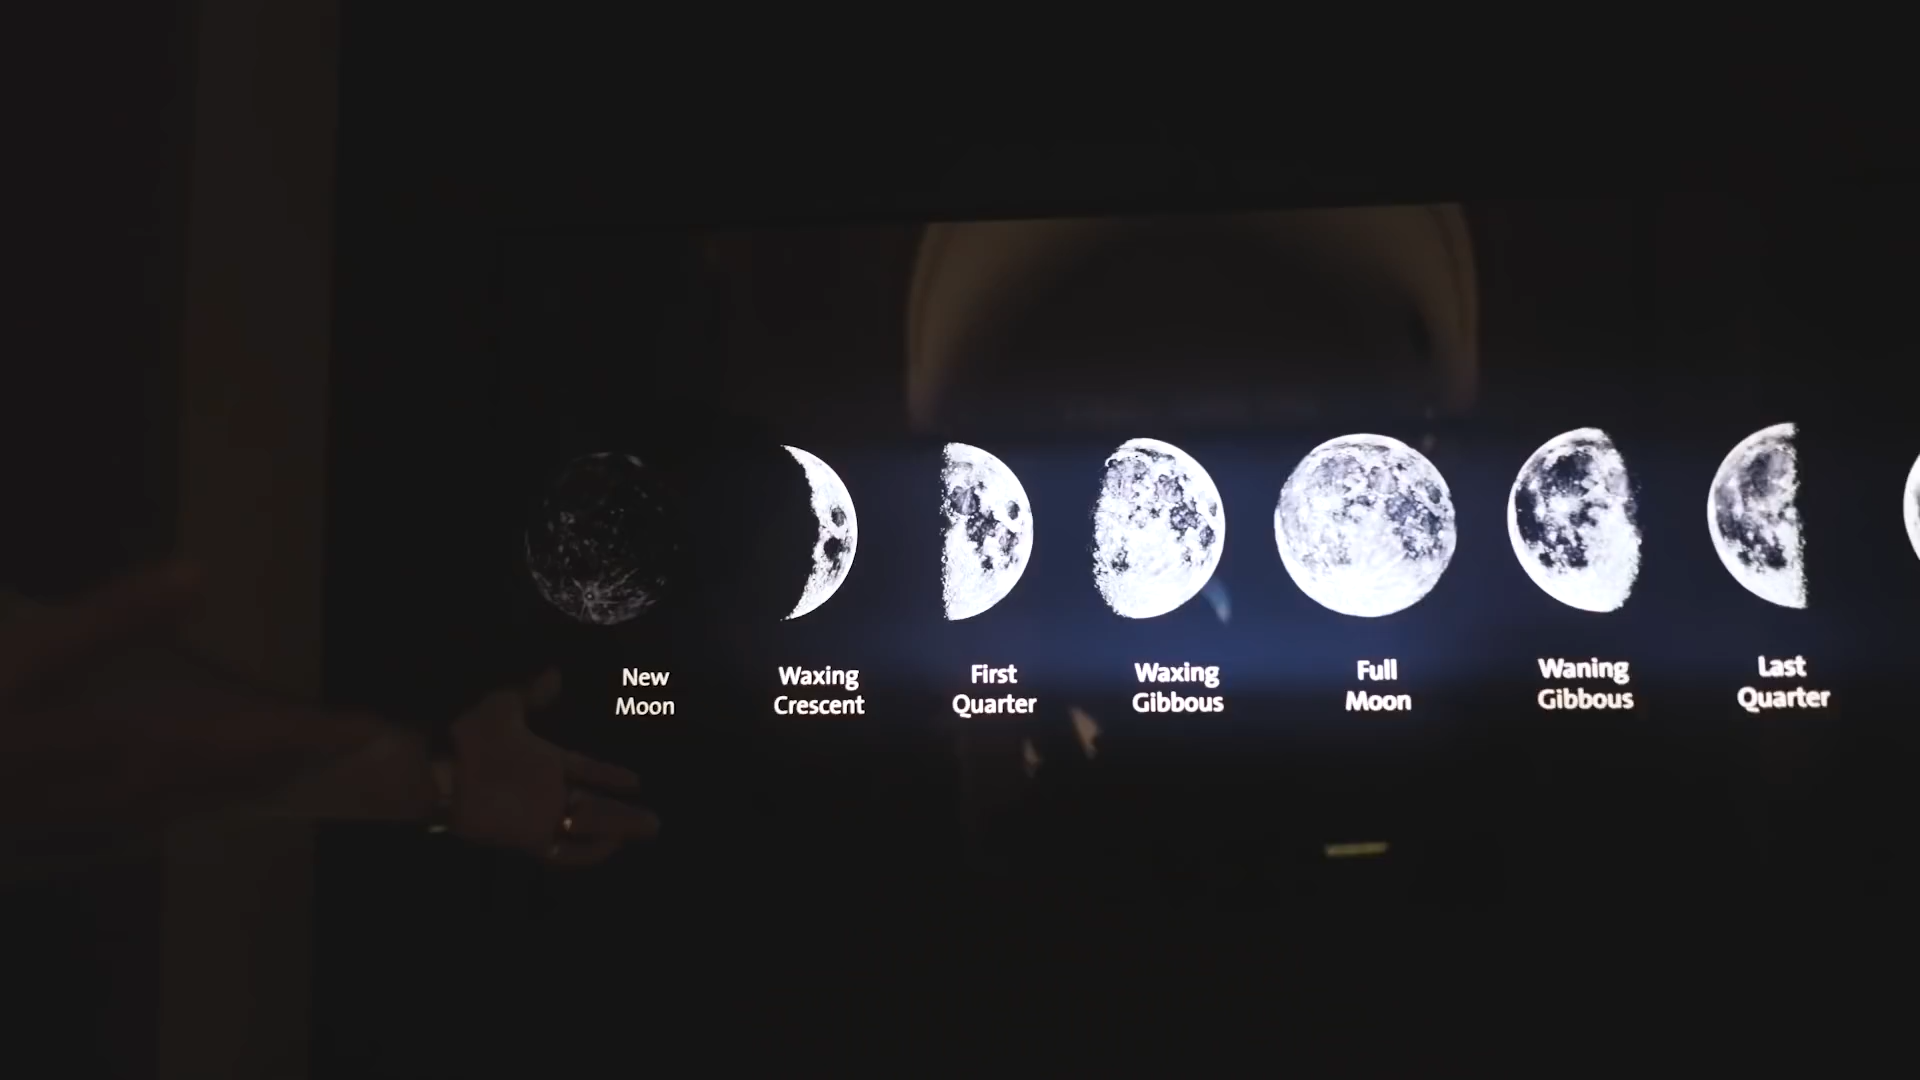 New
Moon
Waxing
Crescent
First
Quarter
Waxing
Gibbous
Full
Moon
Waning
Gibbous
Last
Quarter